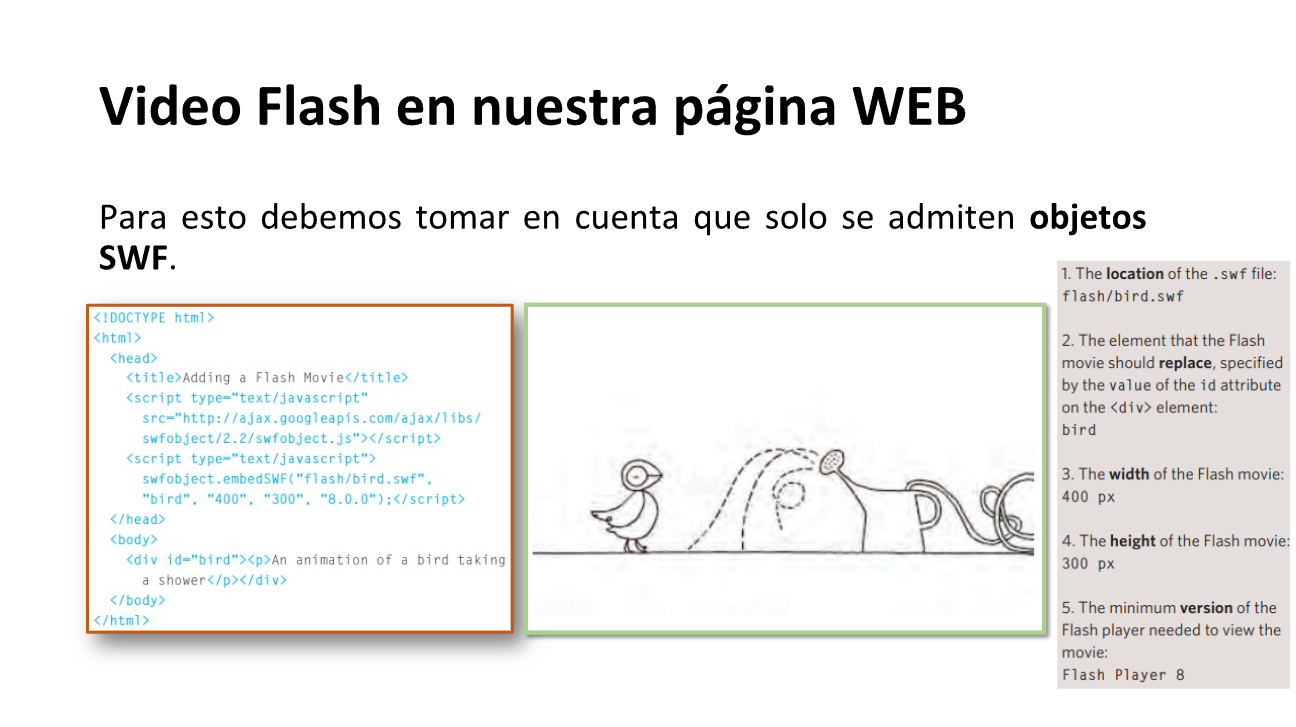 Video Flash en nuestra página WEB
Para esto debemos tomar en cuenta que solo se admiten objetos
SWF.
<!DOCTYPE html>
<html>
<head>
<title>Adding a Flash Movie</title>
<script type="text/javascript"
src="http://ajax.googleapis.com/ajax/libs/
swfobject/2.2/swfobject.js"></script>
<script type="text/javascript">
swfobject.embedSWF("flash/bird.swf",
"bird", "400", "300", "8.0.0");</script>
</head>
<body>
<div id="bird"><p>An animation of a bird taking
a shower</p></div>
</body>
</html>
1. The location of the .swf file:
flash/bird.swf
2. The element that the Flash
movie should replace, specified
by the value of the id attribute
on the <div> element:
bird
3. The width of the Flash movie:
400 px
4. The height of the Flash movie:
300 px
5. The minimum version of the
Flash player needed to view the
movie:
Flash Player 8